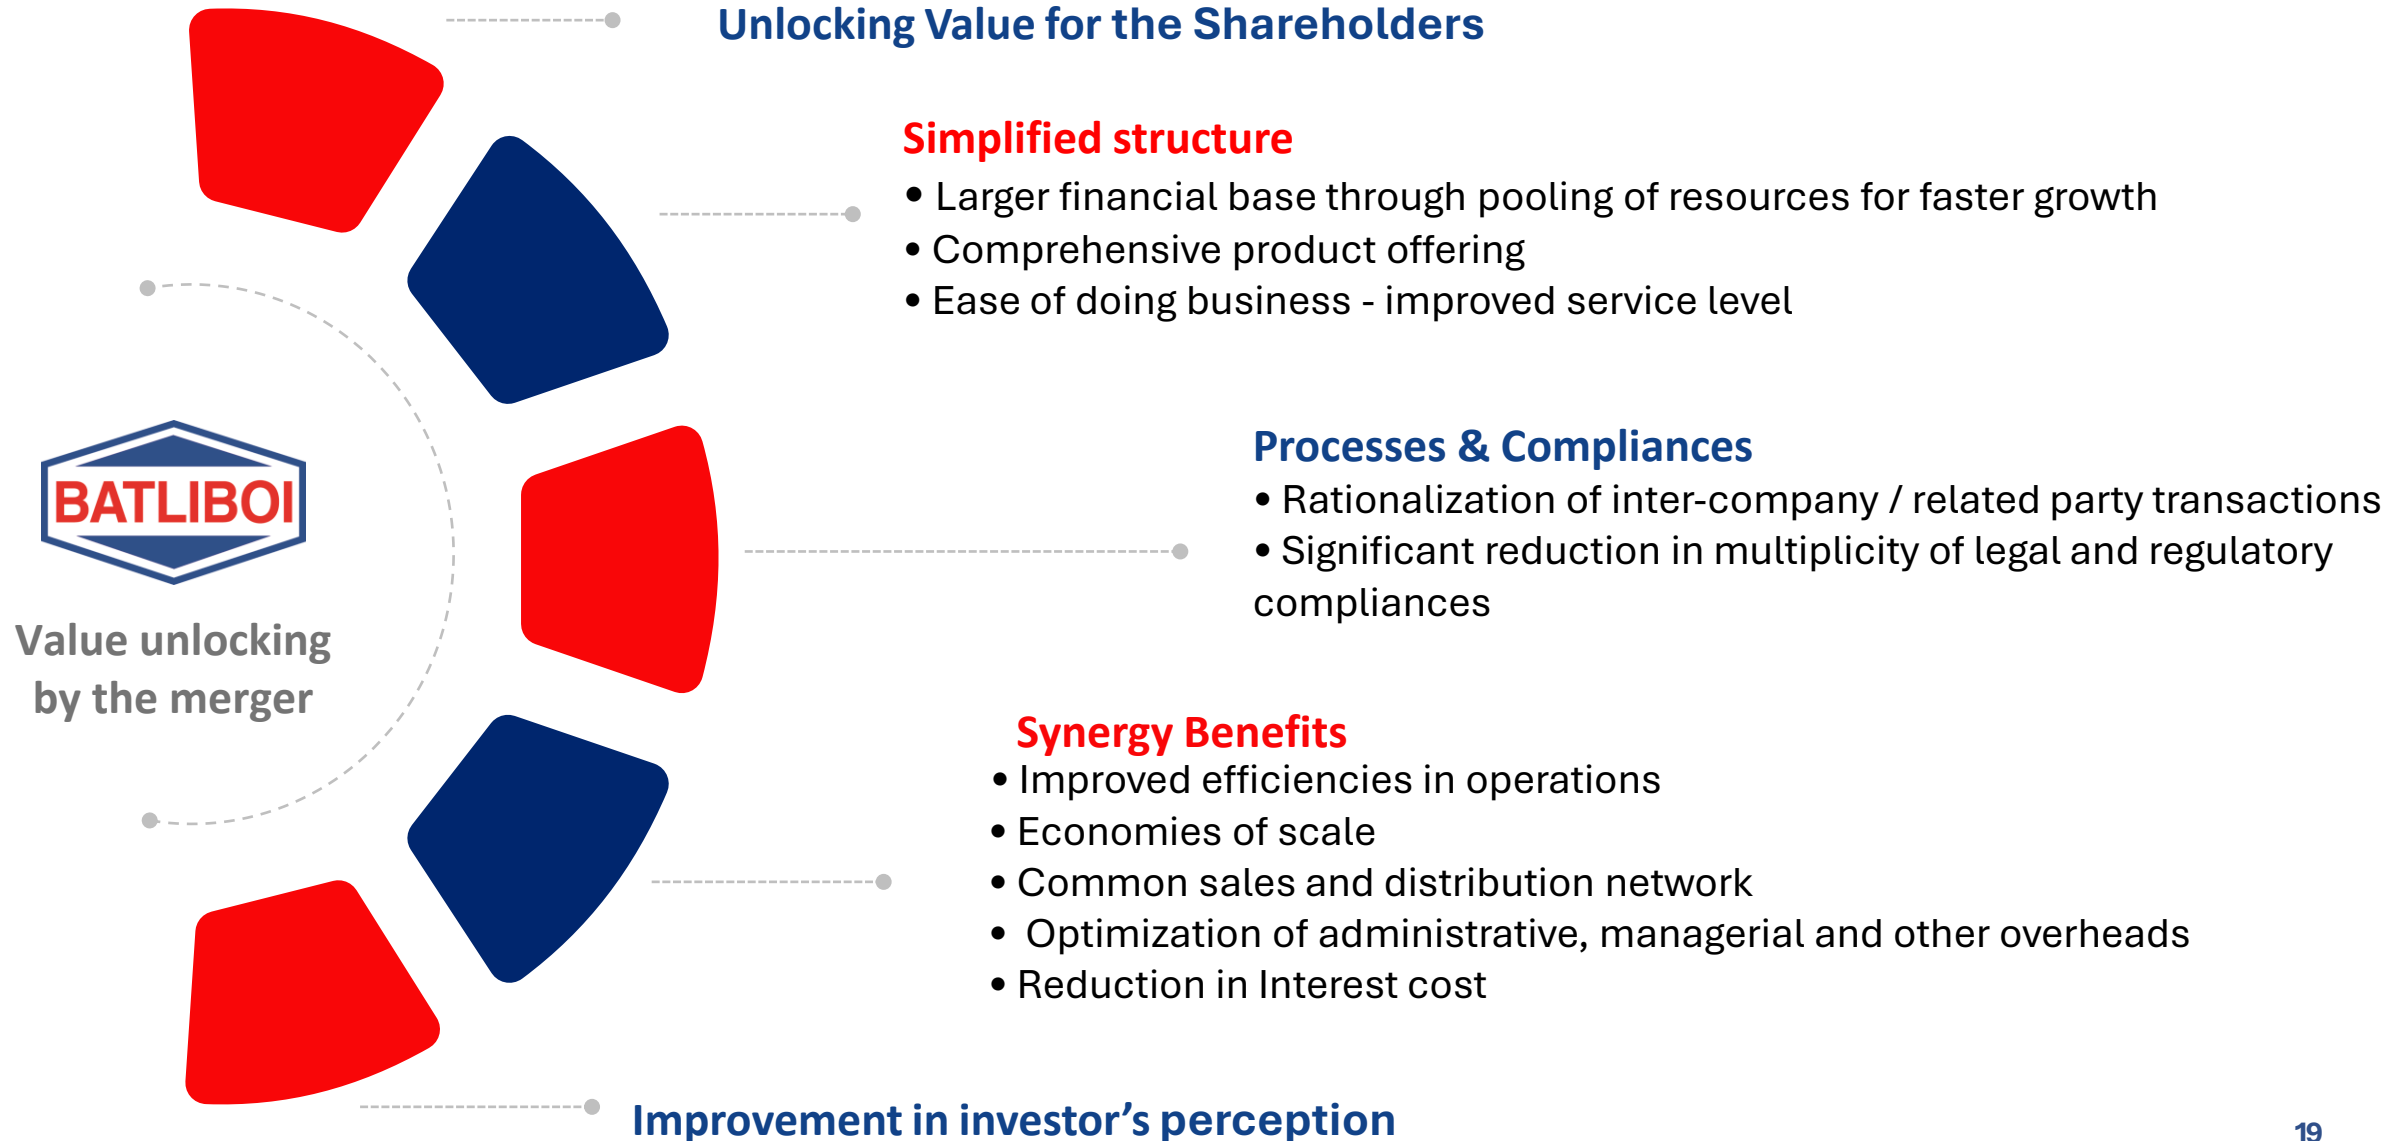 Unlocking Value for the Shareholders
Simplified structure
• Larger financial base through pooling of resources for faster growth
• Comprehensive product offering
• Ease of doing business - improved service level
BATLIBOI
Value unlocking
by the merger
Processes & Compliances
• Rationalization of inter-company / related party transactions
• Significant reduction in multiplicity of legal and regulatory
compliances
Synergy Benefits
• Improved efficiencies in operations
• Economies of scale
• Common sales and distribution network
• Optimization of administrative, managerial and other overheads
• Reduction in Interest cost
Improvement in investor’s perception
19